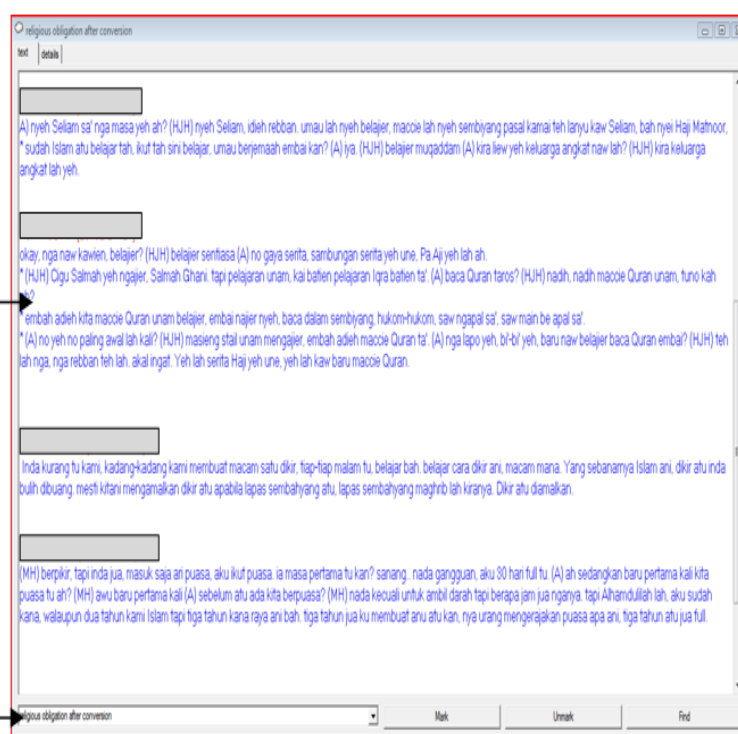 religious obligation after conversion
text details
A) nyeh Seliam sa' nga masa yeh ah? (HJH) nyeh Seliam, idieh rebban. umau lah nyeh belajier, maccie lah nyeh sembiyang pasal kamai teh lanyu kaw Seliam, bah nyei Haji Matnoor,
* sudah Islam atu belajar tah, ikut tah sini belajar, umau berjemaah embai kan? (A) iya. (HJH) belajier muqaddam (A) kira liew yeh keluarga angkat naw lah? (HJH) kira keluarga
angkat lah yeh.
okay, nga naw kawien, belajier? (HJH) belajier sentiasa (A) no gaya serita, sambungan serita yeh une, Pa Aji yeh lah ah.
* (HJH) Cigu Salmah yeh ngajier, Salmah Ghani. tapi pelajaran unam, kai batien pelajaran Iqra batien ta'. (A) baca Quran taros? (HJH) nadih, nadih maccie Quran unam, tuno kah
* embah adieh kita maccie Quran unam belajier, embai najier nyeh, baca dalam sembiyang, hukom-hukom, saw ngapal sa', saw main be apal sa'.
* (A) no yeh no paling awal lah kali? (HJH) masieng stail unam mengajier, embah adieh maccie Quran ta'. (A) nga lapo yeh, bi'-bi' yeh, baru naw belajier baca Quran embai? (HJH) teh
lah nga, nga rebban teh lah. akal ingat. Yeh lah serita Haji yeh une, yeh lah kaw baru maccie Quran.
Inda kurang tu kami, kadang-kadang kami membuat macam satu dikir, tiap-tiap malam tu, belajar bah. belajar cara dikir ani, macam mana. Yang sebanarnya Islam ani, dikir atu inda
bulih dibuang. mesti kitani mengamalkan dikir atu apabila lapas sembahyang atu, lapas sembahyang maghrib lah kiranya. Dikir atu diamalkan.
(MH) berpikir, tapi inda jua, masuk saja ari puasa, aku ikut puasa. ia masa pertama tu kan? sanang.. nada gangguan, aku 30 hari full tu. (A) ah sedangkan baru pertama kali kita
puasa tu ah? (MH) awu baru pertama kali (A) sebelum atu ada kita berpuasa? (MH) nada kecuali untuk ambil darah tapi berapa jam jua nganya. tapi Alhamdulilah lah, aku sudah
kana, walaupun dua tahun kami Islam tapi tiga tahun kana raya ani bah. tiga tahun jua ku membuat anu atu kan, nya urang mengerajakan puasa apa ani, tiga tahun atu jua full.
religious obligation after conversion Mark Unmark Find